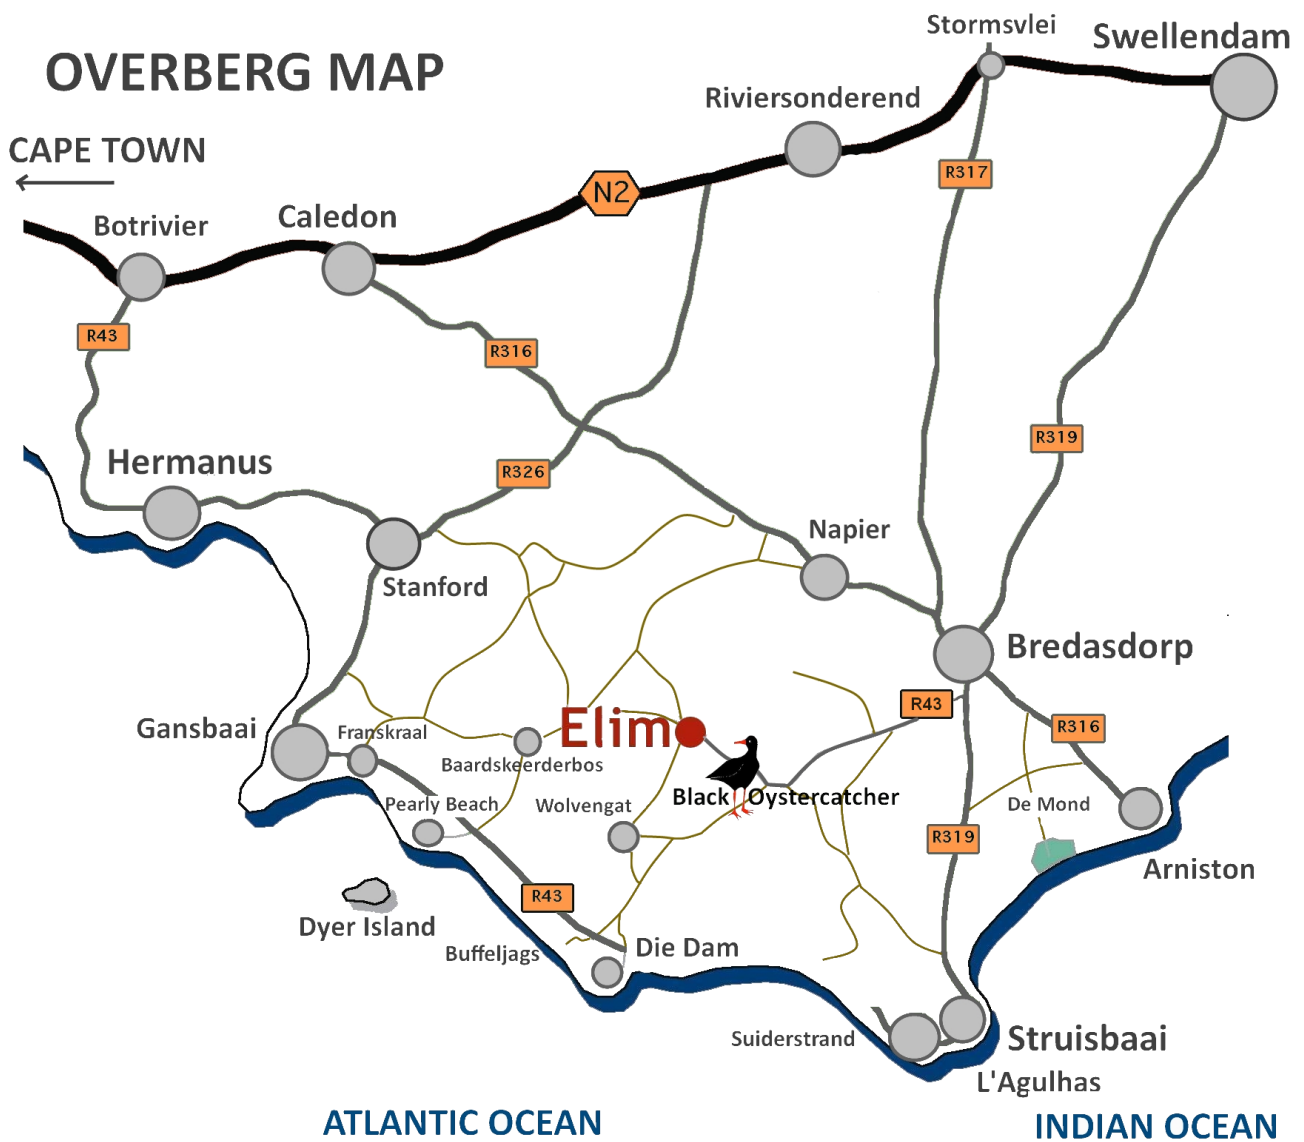 Stormsvlei
Swellendam
OVERBERG MAP
Riviersonderend
CAPE TOWN
R317
N2
Botrivier
Caledon
R43
R316
R319
Hermanus
R326
Napier
Stanford
Bredasdorp
R43
Gansbaai
Franskraal
Elim
R316
Baardskeerderbos
Pearly Beach
Wolvengat
Black Oystercatcher
De Mond
R319
Arniston
R43
Dyer Island
Buffeljags
Die Dam
Suiderstrand
Struisbaai
L'Agulhas
ATLANTIC OCEAN
INDIAN OCEAN